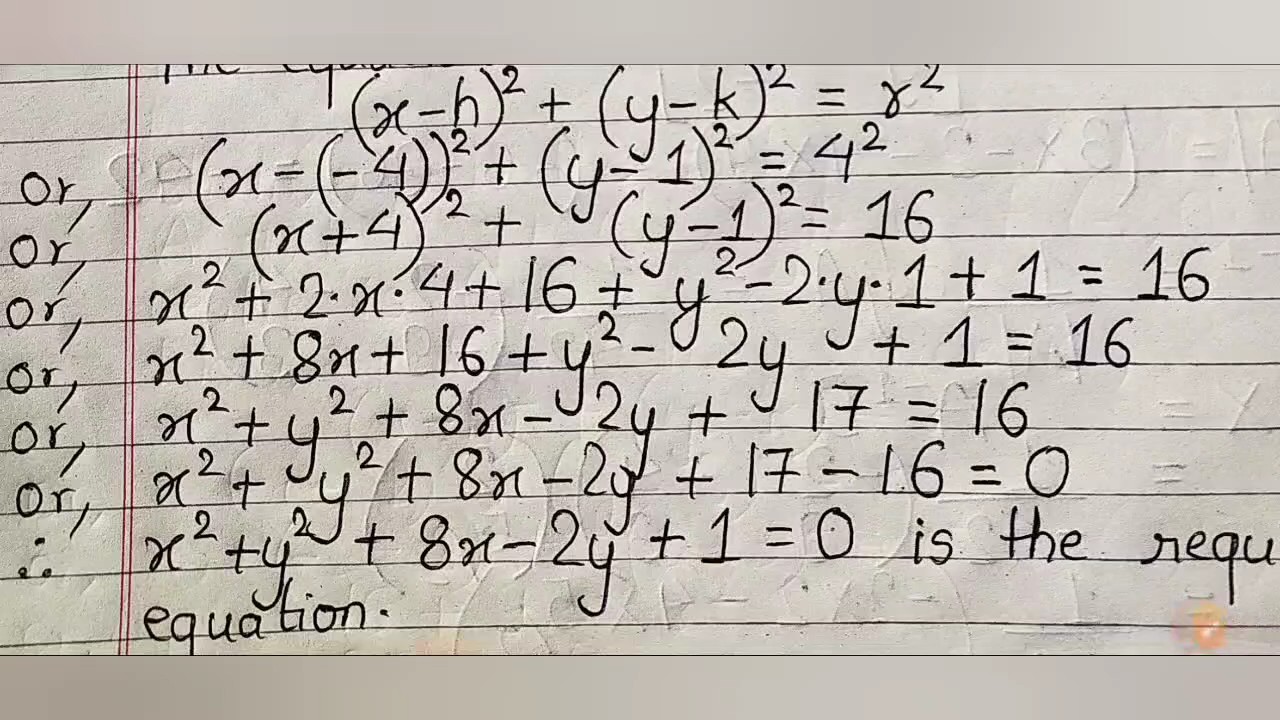 (x-h)² + (y-k)² = r²
or, (x-(-4))² + (y-1)² = 4²
or, (x+4)² + (y-1)² = 16
or, x² + 2·x·4 + 16 + y² - 2·y·1 + 1 = 16
or, x² + 8x + 16 + y² - 2y + 1 = 16
or, x² + y² + 8x - 2y + 17 = 16
or, x² + y² + 8x - 2y + 17 - 16 = 0
∴ x² + y² + 8x - 2y + 1 = 0 is the requ
equation.